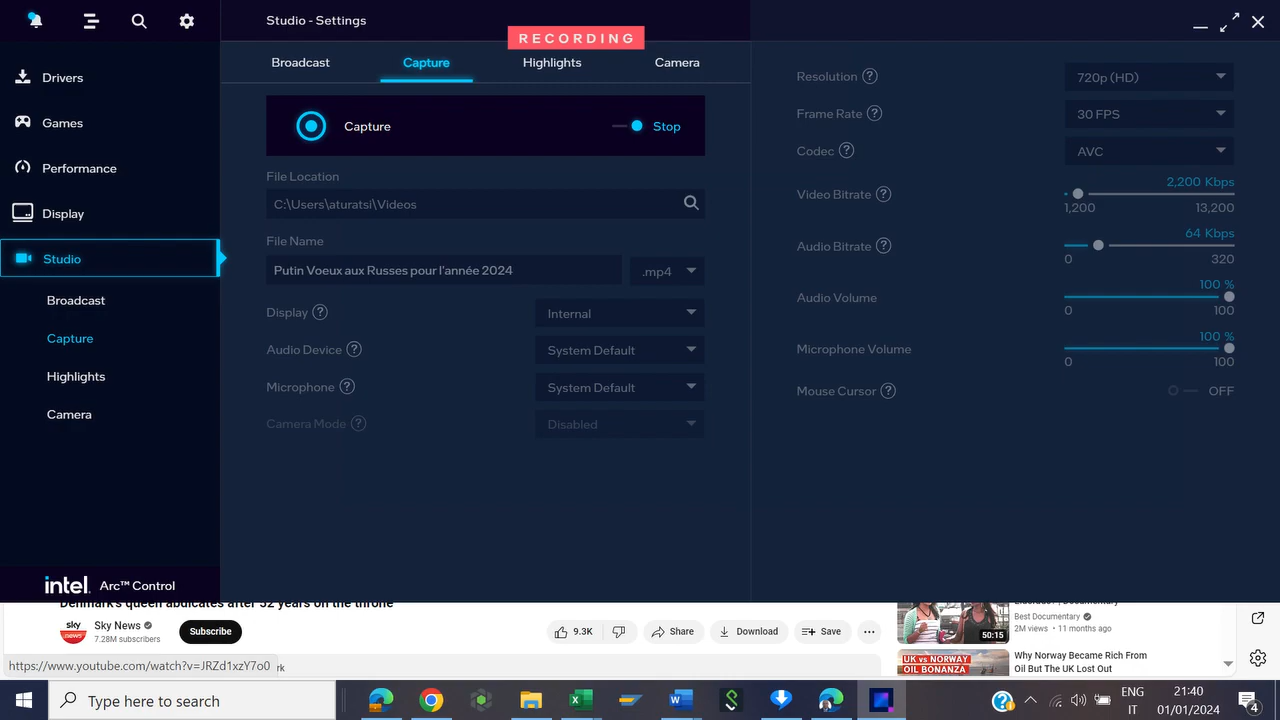 Studio - Settings
RECORDING
Broadcast
Capture
Highlights
Camera
Drivers
Games
Performance
Display
Studio
Broadcast
Capture
Highlights
Camera
intel. Arc™ Control
Capture
Stop
File Location
C:\Users\aturatsi\Videos
File Name
Putin Voeux aux Russes pour l'année 2024
.mp4
Display ?
Internal
Audio Device ?
System Default
Microphone ?
System Default
Camera Mode ?
Disabled
Resolution ?
720p (HD)
Frame Rate ?
30 FPS
Codec ?
AVC
Video Bitrate ?
2,200 Kbps
1,200
13,200
Audio Bitrate ?
64 Kbps
0
320
Audio Volume
100 %
0
100
Microphone Volume
100 %
0
100
Mouse Cursor ?
OFF
Denmark's queen abdicates after 52 years on the throne
sky news
Sky News
7.28M subscribers
Subscribe
9.3K
Share
Download
Save
https://www.youtube.com/watch?v=JRZd1xzY7o0
rk
50:15
Best Documentary
2M views • 11 months ago
UK vs NORWAY
OIL BONANZA
Why Norway Became Rich From
Oil But The UK Lost Out
Type here to search
ENG
IT
21:40
01/01/2024
4